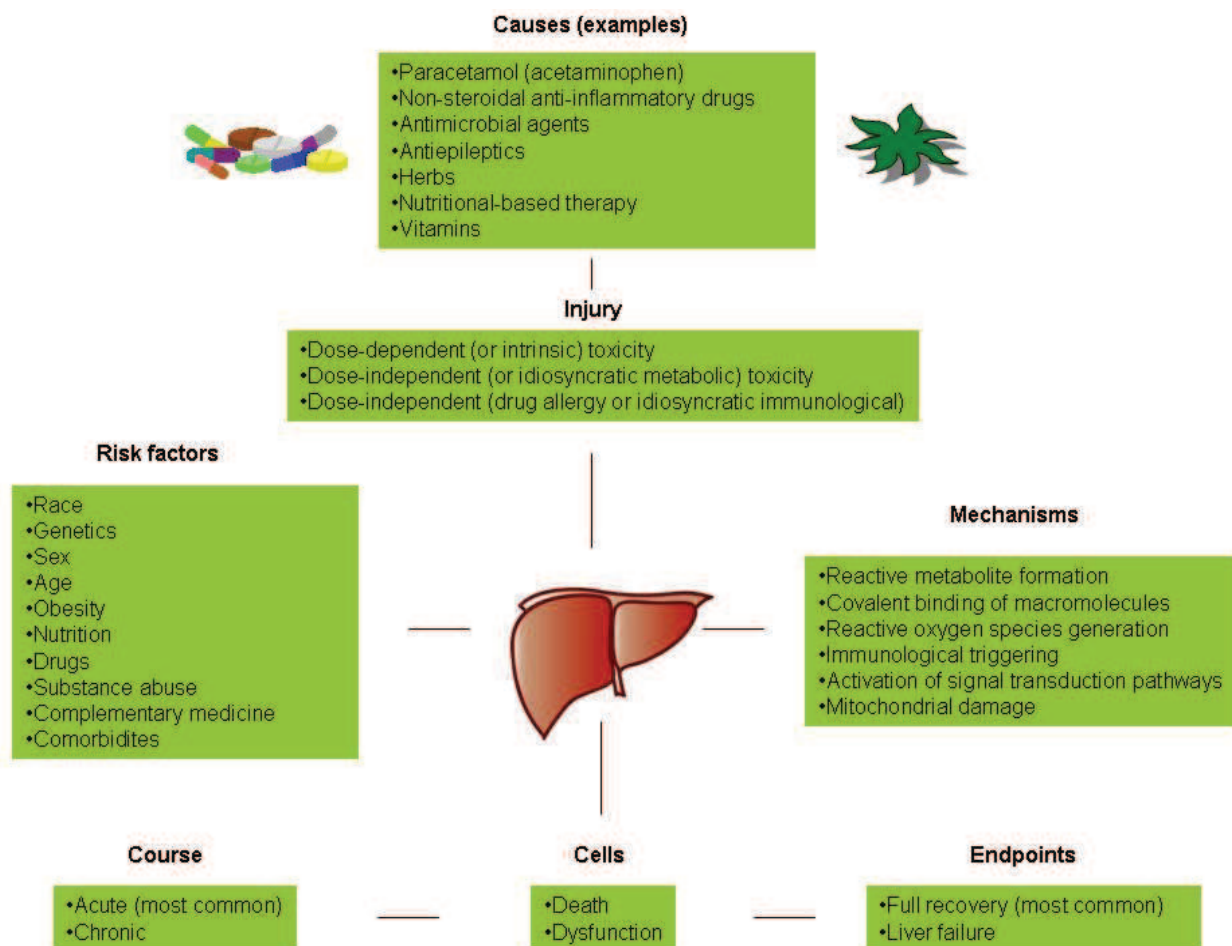 Causes (examples)
•Paracetamol (acetaminophen)
•Non-steroidal anti-inflammatory drugs
•Antimicrobial agents
•Antiepileptics
•Herbs
•Nutritional-based therapy
•Vitamins
Injury
•Dose-dependent (or intrinsic) toxicity
•Dose-independent (or idiosyncratic metabolic) toxicity
•Dose-independent (drug allergy or idiosyncratic immunological)
Risk factors
•Race
•Genetics
•Sex
•Age
•Obesity
•Nutrition
•Drugs
•Substance abuse
•Complementary medicine
•Comorbidites
Mechanisms
•Reactive metabolite formation
•Covalent binding of macromolecules
•Reactive oxygen species generation
•Immunological triggering
•Activation of signal transduction pathways
•Mitochondrial damage
Course
•Acute (most common)
•Chronic
Cells
•Death
•Dysfunction
Endpoints
•Full recovery (most common)
•Liver failure